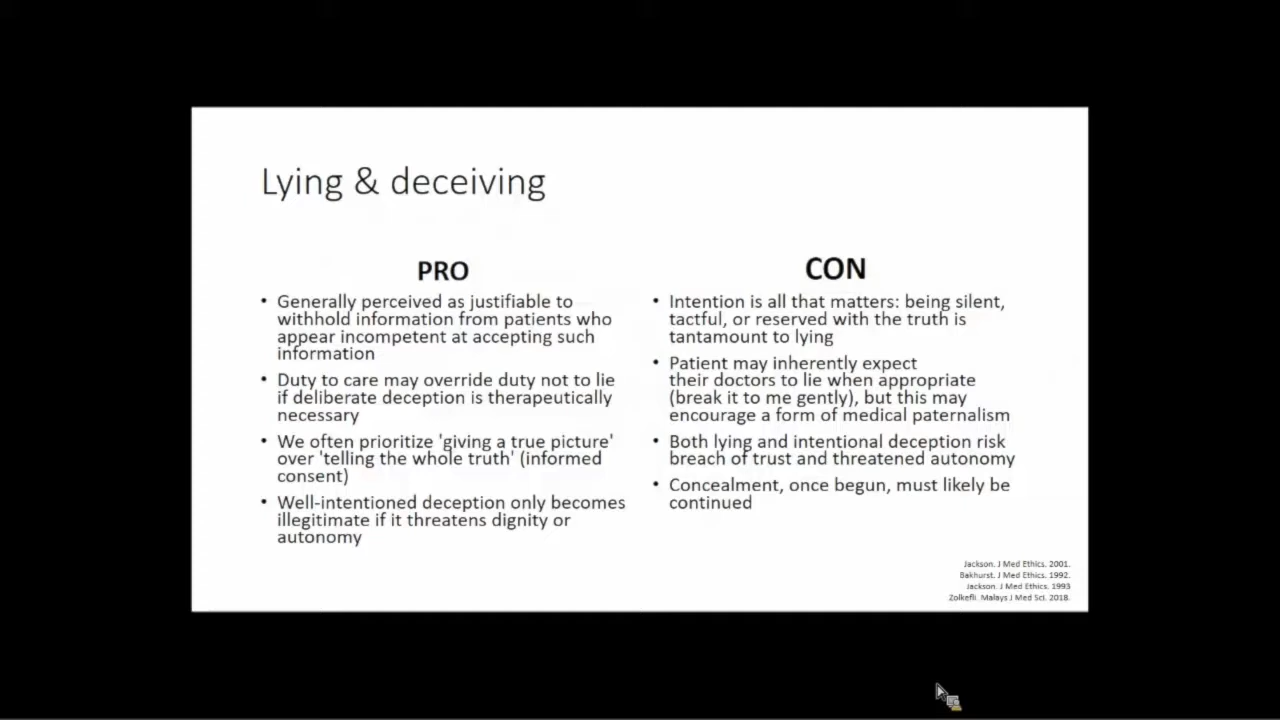 Lying & deceiving
PRO
• Generally perceived as justifiable to
withhold information from patients who
appear incompetent at accepting such
information
• Duty to care may override duty not to lie
if deliberate deception is therapeutically
necessary
• We often prioritize 'giving a true picture'
over 'telling the whole truth' (informed
consent)
• Well-intentioned deception only becomes
illegitimate if it threatens dignity or
autonomy
CON
• Intention is all that matters: being silent,
tactful, or reserved with the truth is
tantamount to lying
• Patient may inherently expect
their doctors to lie when appropriate
(break it to me gently), but this may
encourage a form of medical paternalism
• Both lying and intentional deception risk
breach of trust and threatened autonomy
• Concealment, once begun, must likely be
continued
Jackson. J Med Ethics. 2001.
Bakhurst. J Med Ethics. 1992.
Jackson. J Med Ethics. 1993
Zolkefli. Malays J Med Sci. 2018.